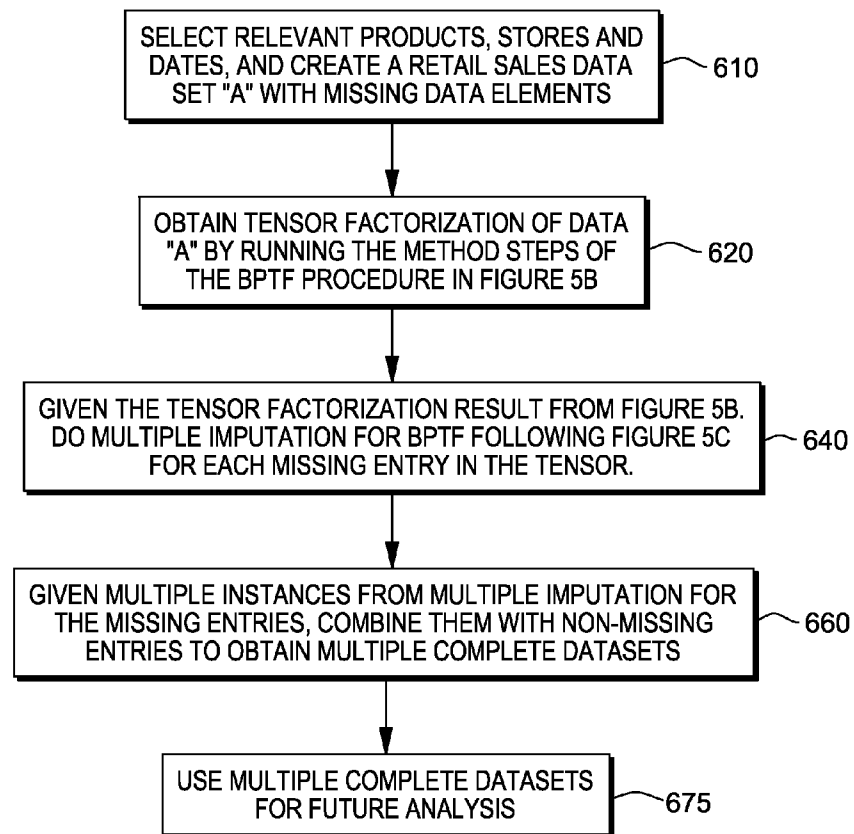 SELECT RELEVANT PRODUCTS, STORES AND
DATES, AND CREATE A RETAIL SALES DATA
SET "A" WITH MISSING DATA ELEMENTS
610
OBTAIN TENSOR FACTORIZATION OF DATA
"A" BY RUNNING THE METHOD STEPS OF
THE BPTF PROCEDURE IN FIGURE 5B
620
GIVEN THE TENSOR FACTORIZATION RESULT FROM FIGURE 5B.
DO MULTIPLE IMPUTATION FOR BPTF FOLLOWING FIGURE 5C
FOR EACH MISSING ENTRY IN THE TENSOR.
640
GIVEN MULTIPLE INSTANCES FROM MULTIPLE IMPUTATION FOR
THE MISSING ENTRIES, COMBINE THEM WITH NON-MISSING
ENTRIES TO OBTAIN MULTIPLE COMPLETE DATASETS
660
USE MULTIPLE COMPLETE DATASETS
FOR FUTURE ANALYSIS
675